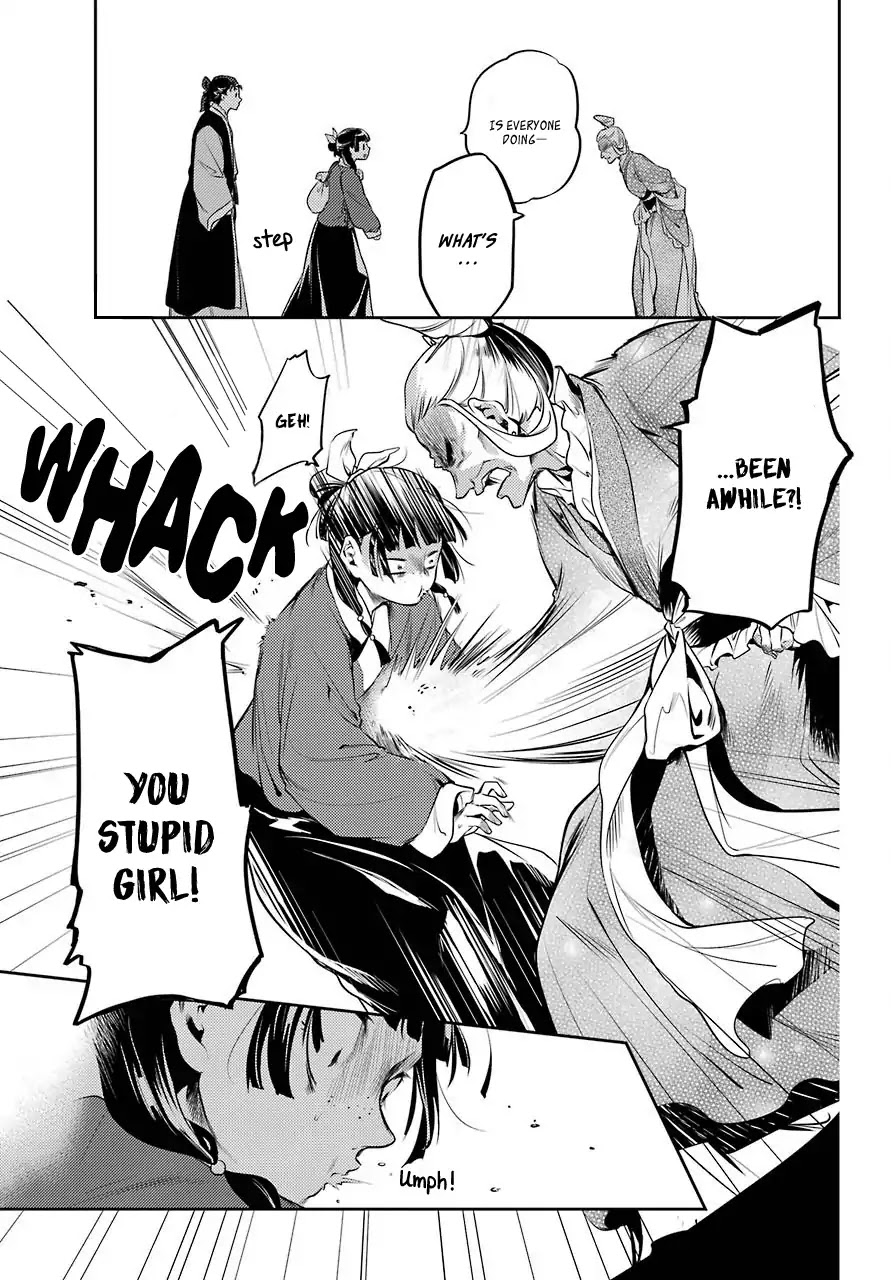 IS EVERYONE
DOING—
WHAT'S
...
step
...BEEN
AWHILE?!
GEH!
WHACK
YOU
STUPID
GIRL!
Umph!